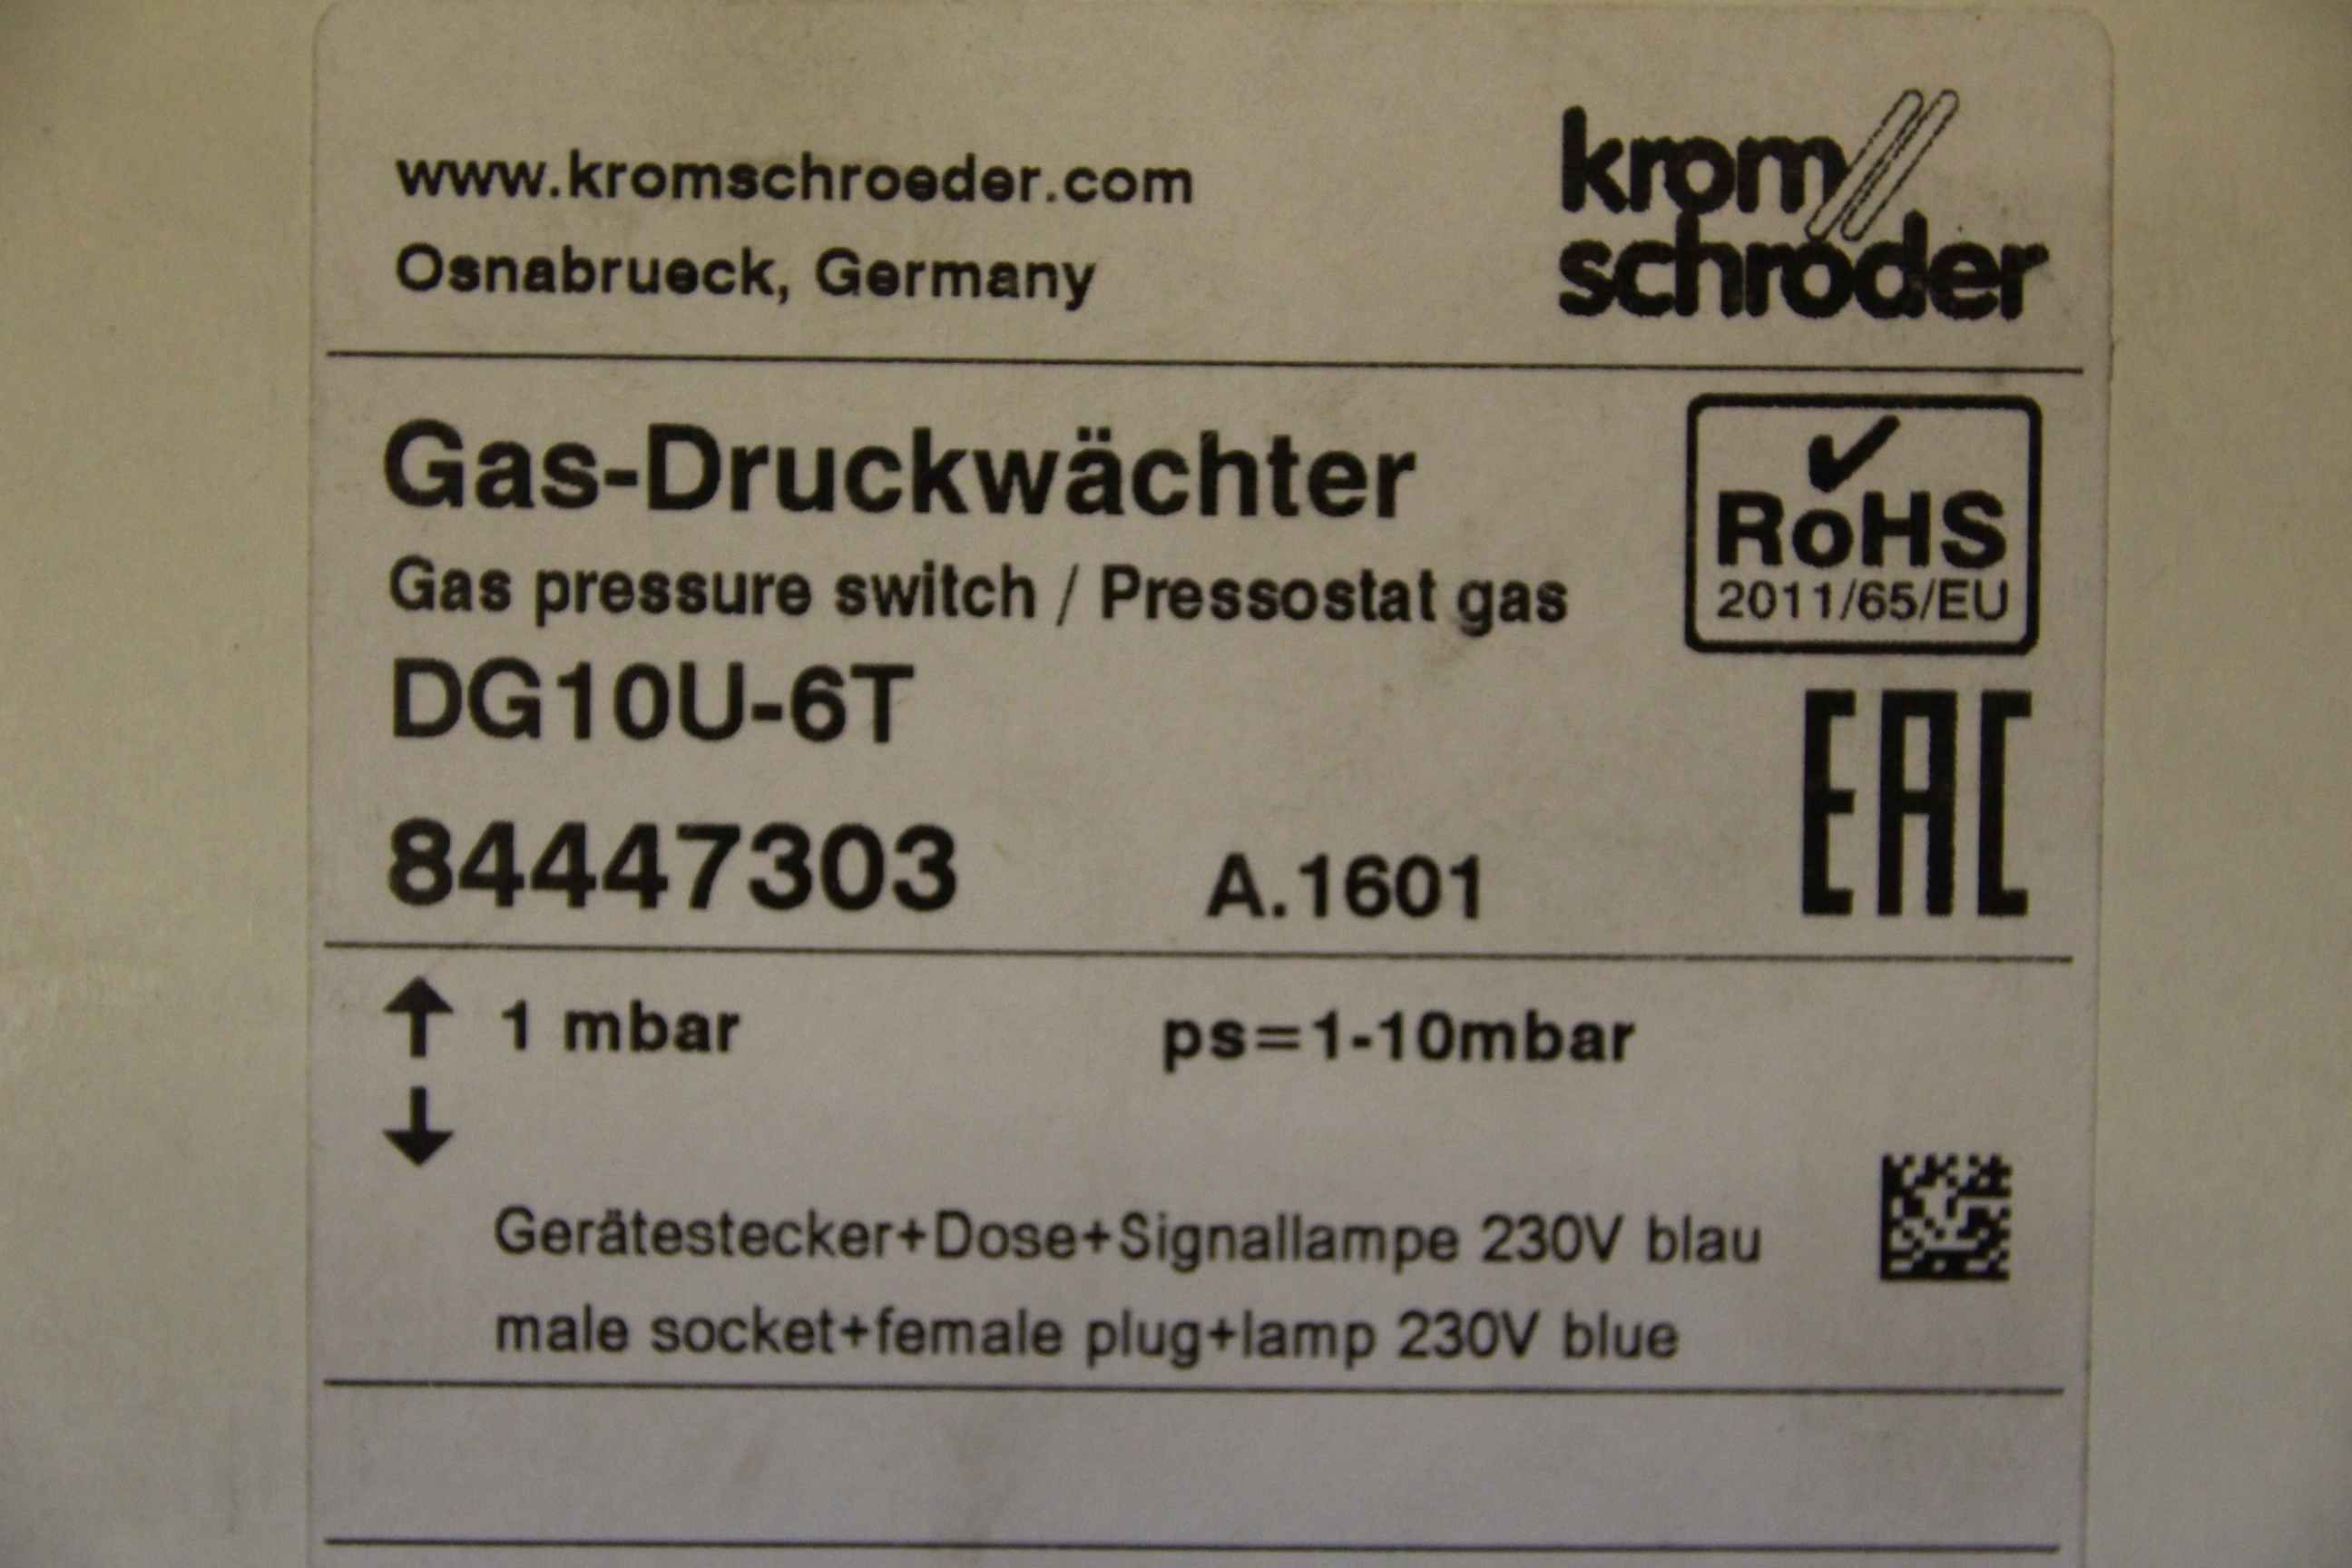 www.kromschroeder.com
Osnabrueck, Germany
krom
schroder
Gas-Druckwächter
Gas pressure switch / Pressostat gas
DG10U-6T
84447303 A.1601
RoHS
2011/65/EU
EAC
↑ 1 mbar ps=1-10mbar
↓
Gerätestecker+Dose+Signallampe 230V blau
male socket+female plug+lamp 230V blue